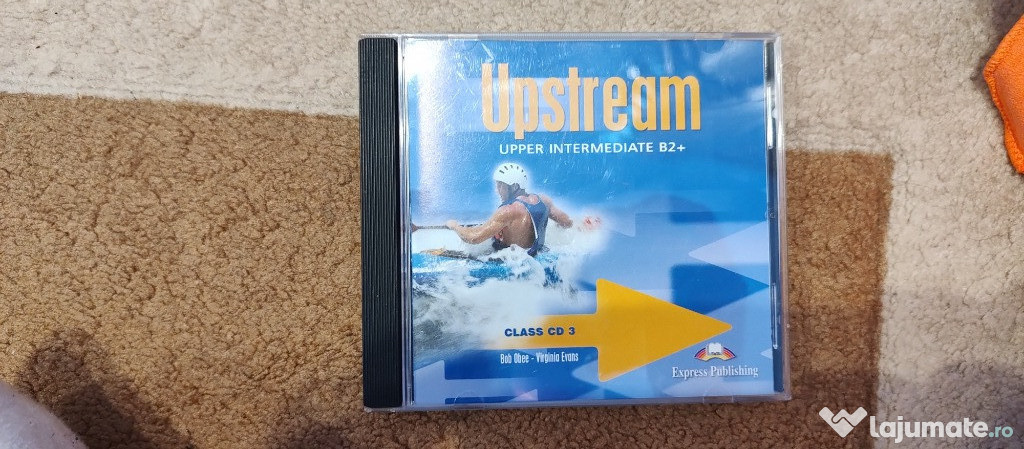 Upstream
UPPER INTERMEDIATE B2+
CLASS CD 3
Bob Obee - Virginia Evans
Express Publishing
lajumate.ro